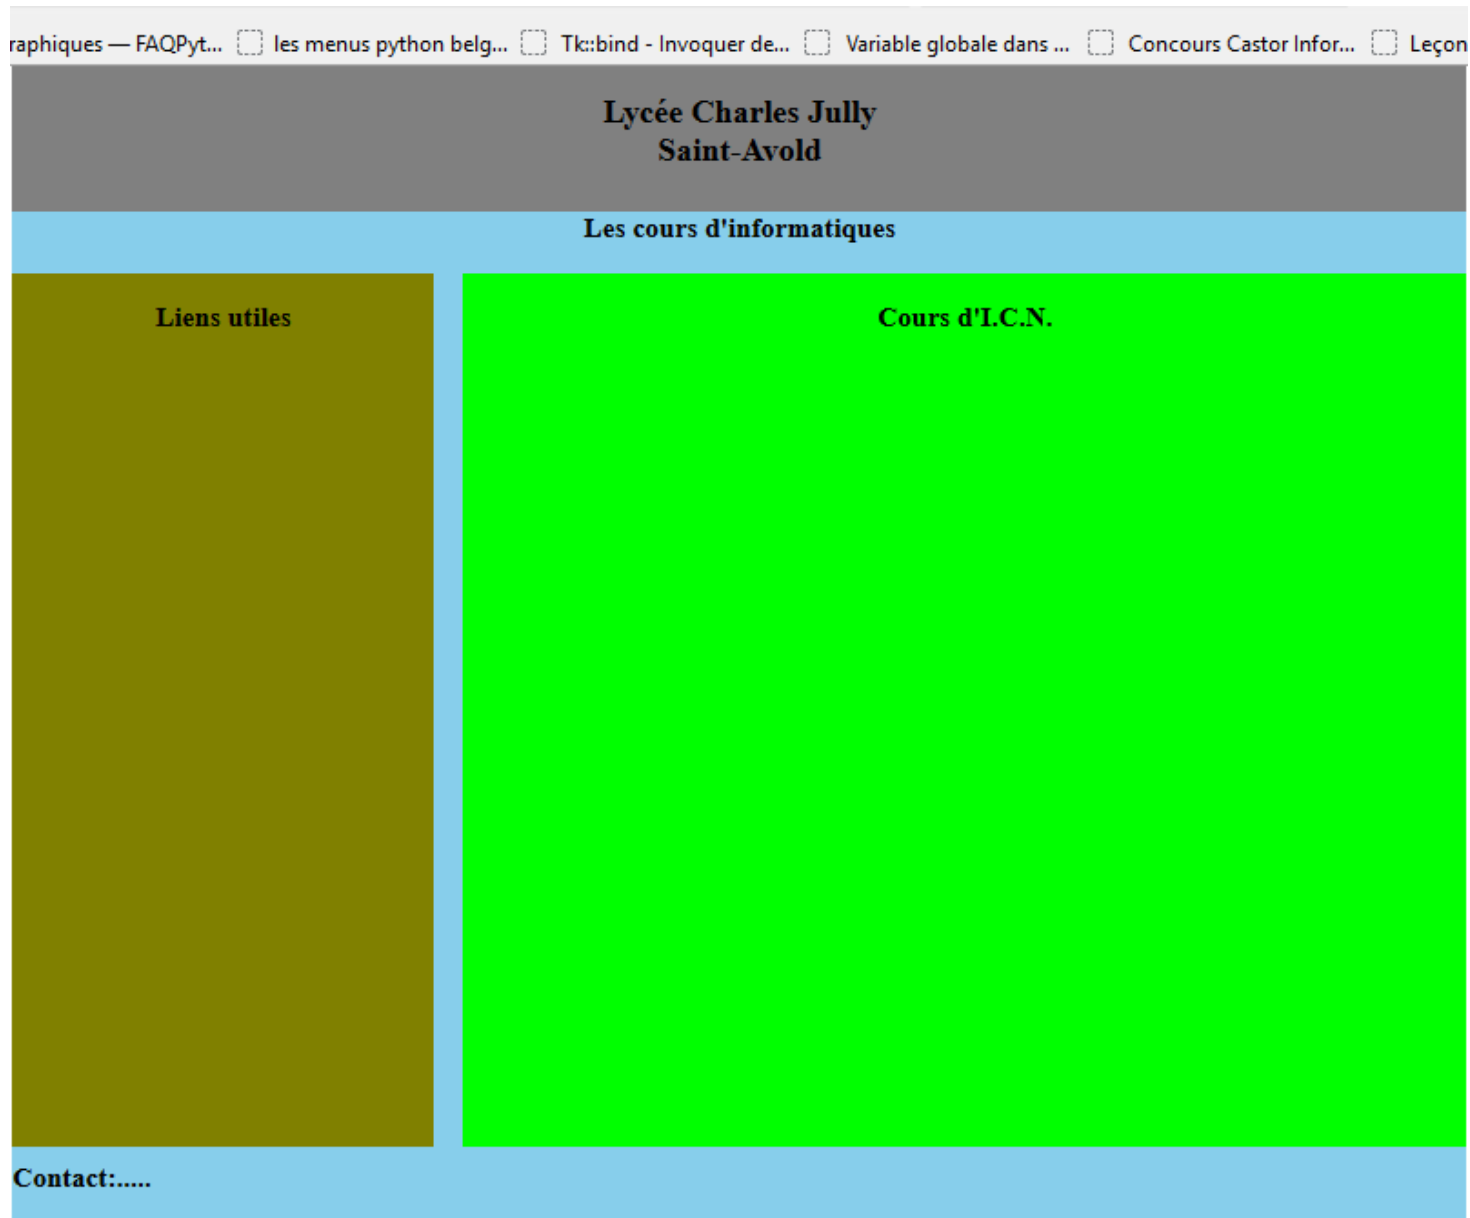 raphiques — FAQPyt... les menus python belg... Tk::bind - Invoquer de... Variable globale dans ... Concours Castor Infor... Leçon
Lycée Charles Jully
Saint-Avold
Les cours d'informatiques
Liens utiles
Cours d'I.C.N.
Contact:.....